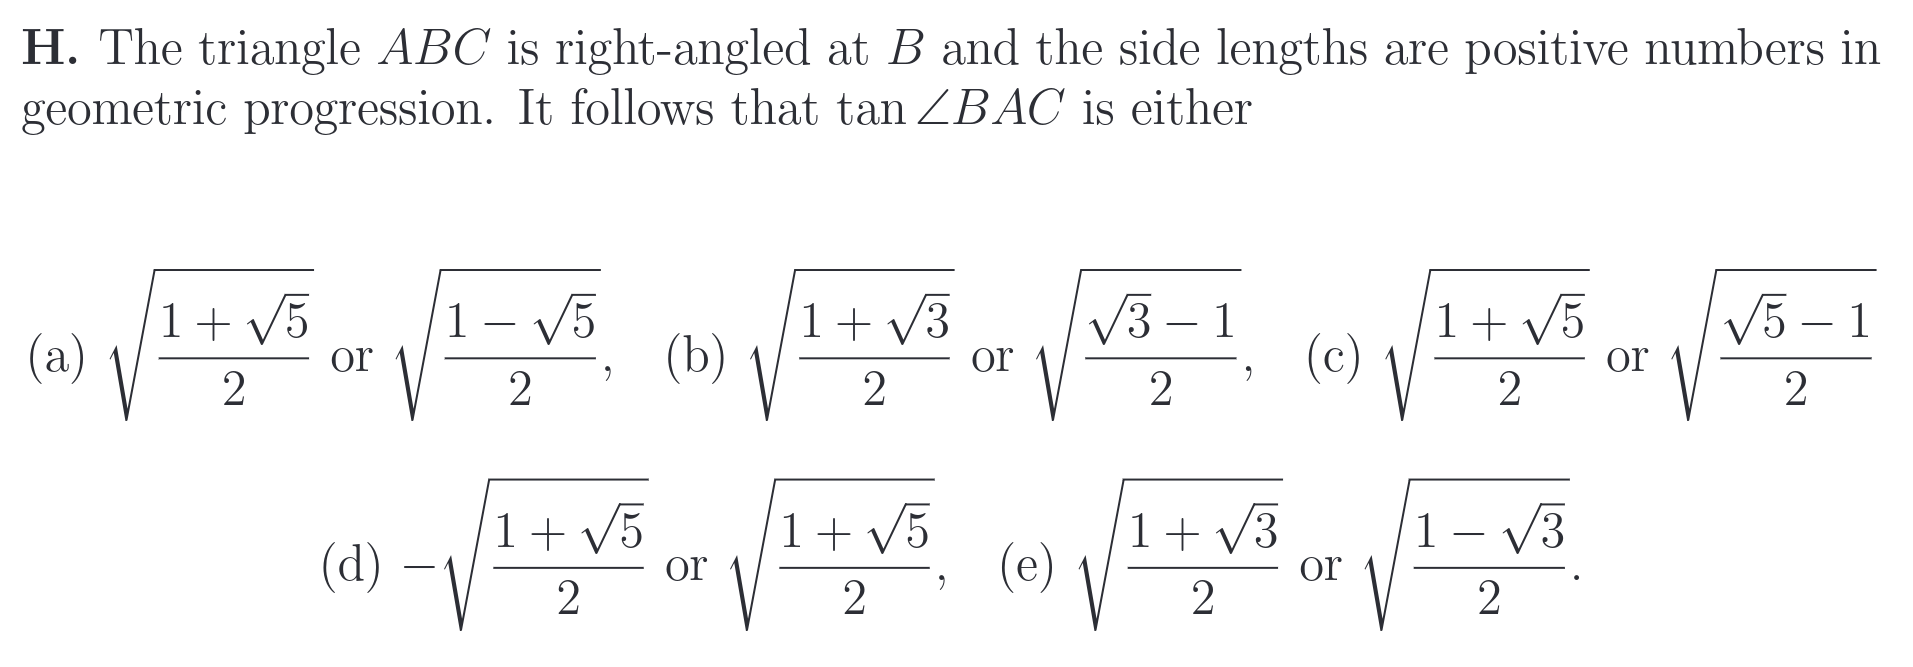 H. The triangle ABC is right-angled at B and the side lengths are positive numbers in
geometric progression. It follows that tan ∠BAC is either
(a) √((1 + √5)/2) or √((1 − √5)/2), (b) √((1 + √3)/2) or √((√3 − 1)/2), (c) √((1 + √5)/2) or √((√5 − 1)/2)
(d) −√((1 + √5)/2) or √((1 + √5)/2), (e) √((1 + √3)/2) or √((1 − √3)/2).